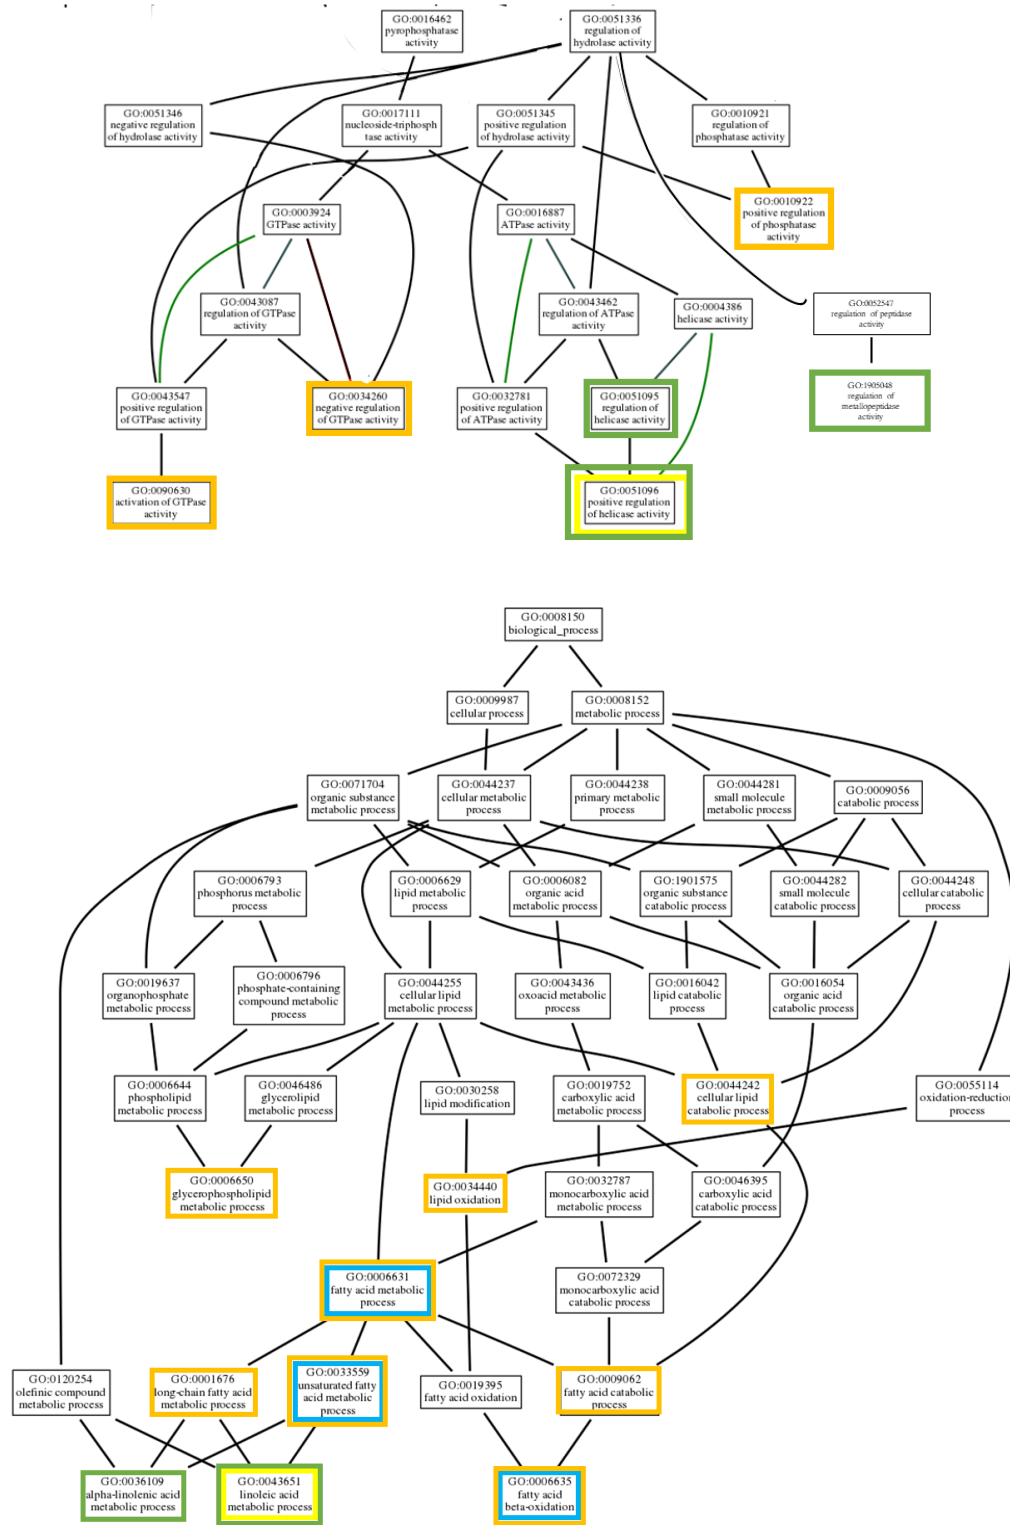 GO:0016462
pyrophosphatase
activity
GO:0051336
regulation of
hydrolase activity
GO:0051346
negative regulation
of hydrolase activity
GO:0017111
nucleoside-triphosph
tase activity
GO:0051345
positive regulation
of hydrolase activity
GO:0010921
regulation of
phosphatase activity
GO:0010922
positive regulation
of phosphatase
activity
GO:0003924
GTPase activity
GO:0016887
ATPase activity
GO:0043087
regulation of GTPase
activity
GO:0043462
regulation of ATPase
activity
GO:0004386
helicase activity
GO:0052547
regulation of peptidase
activity
GO:0043547
positive regulation
of GTPase activity
GO:0034260
negative regulation
of GTPase activity
GO:0032781
positive regulation
of ATPase activity
GO:0051095
regulation of
helicase activity
GO:1905048
regulation of
metallopeptidase
activity
GO:0090630
activation of GTPase
activity
GO:0051096
positive regulation
of helicase activity
GO:0008150
biological_process
GO:0009987
cellular process
GO:0008152
metabolic process
GO:0071704
organic substance
metabolic process
GO:0044237
cellular metabolic
process
GO:0044238
primary metabolic
process
GO:0044281
small molecule
metabolic process
GO:0009056
catabolic process
GO:0006793
phosphorus metabolic
process
GO:0006629
lipid metabolic
process
GO:0006082
organic acid
metabolic process
GO:1901575
organic substance
catabolic process
GO:0044282
small molecule
catabolic process
GO:0044248
cellular catabolic
process
GO:0019637
organophosphate
metabolic process
GO:0006796
phosphate-containing
compound metabolic
process
GO:0044255
cellular lipid
metabolic process
GO:0043436
oxoacid metabolic
process
GO:0016042
lipid catabolic
process
GO:0016054
organic acid
catabolic process
GO:0006644
phospholipid
metabolic process
GO:0046486
glycerolipid
metabolic process
GO:0030258
lipid modification
GO:0019752
carboxylic acid
metabolic process
GO:0044242
cellular lipid
catabolic process
GO:0055114
oxidation-reduction
process
GO:0006650
glycerophospholipid
metabolic process
GO:0034440
lipid oxidation
GO:0032787
monocarboxylic acid
metabolic process
GO:0046395
carboxylic acid
catabolic process
GO:0006631
fatty acid metabolic
process
GO:0072329
monocarboxylic acid
catabolic process
GO:0120254
olefinic compound
metabolic process
GO:0001676
long-chain fatty acid
metabolic process
GO:0033559
unsaturated fatty
acid metabolic
process
GO:0019395
fatty acid oxidation
GO:0009062
fatty acid catabolic
process
GO:0036109
alpha-linolenic acid
metabolic process
GO:0043651
linoleic acid
metabolic process
GO:0006635
fatty acid
beta-oxidation